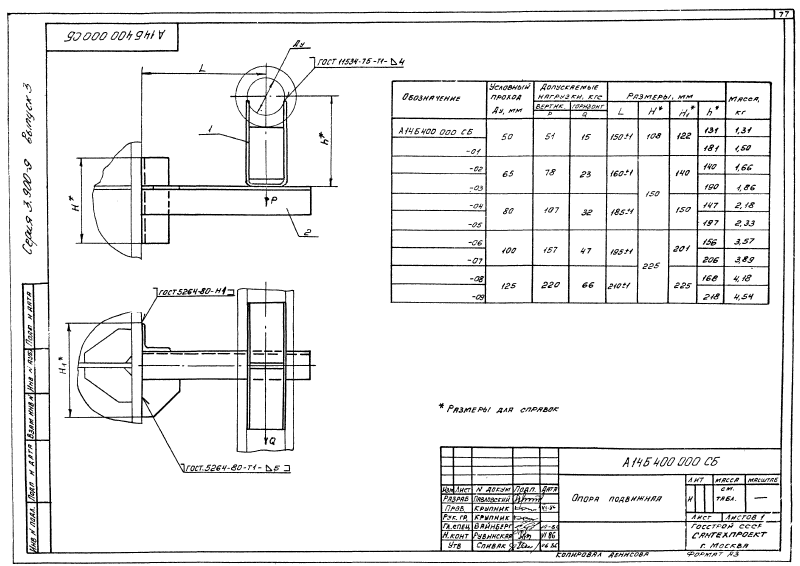 77
А14Б400 000 СБ
Серия 3.900-9 Выпуск 3
L
Ду
ГОСТ 11534-75-Т1-⊿4
1
h*
H*
P
2
ГОСТ.5264-80-Н1
H₁*
Q
ГОСТ.5264-80-Т1-⊿Б
Обозначение
Условный проход Ду, мм
Допускаемые нагрузки, кгс
Размеры, мм
Масса, кг
вертик. P
горизонт Q
L H* H₁* h*
А14Б400 000 СБ 50 51 15 150±1 108 122 131 1,31
-01 181 1,50
-02 65 78 23 160±1 150 140 140 1,66
-03 190 1,86
-04 80 107 32 185±1 150 147 2,18
-05 197 2,33
-06 100 157 47 195±1 225 201 156 3,57
-07 206 3,89
-08 125 220 66 210±1 225 168 4,18
-09 218 4,54
* Размеры для справок
А14Б400 000 СБ
Изм Лист N докум Подп. Дата
Разраб Павловский
Пров. Крупник
Рук. гр. Крупник
Гл. спец Вайнберг
Н.конт Рубинская
Утв Спивак
Опора подвижная
Лит Масса Масштаб
И см. табл. —
Лист Листов 1
Госстрой СССР
Сантехпроект
г. Москва
Копировал Денисова Формат А3
Инв N подл. Подп и дата Взам инв N Инв N дубл Подп и дата